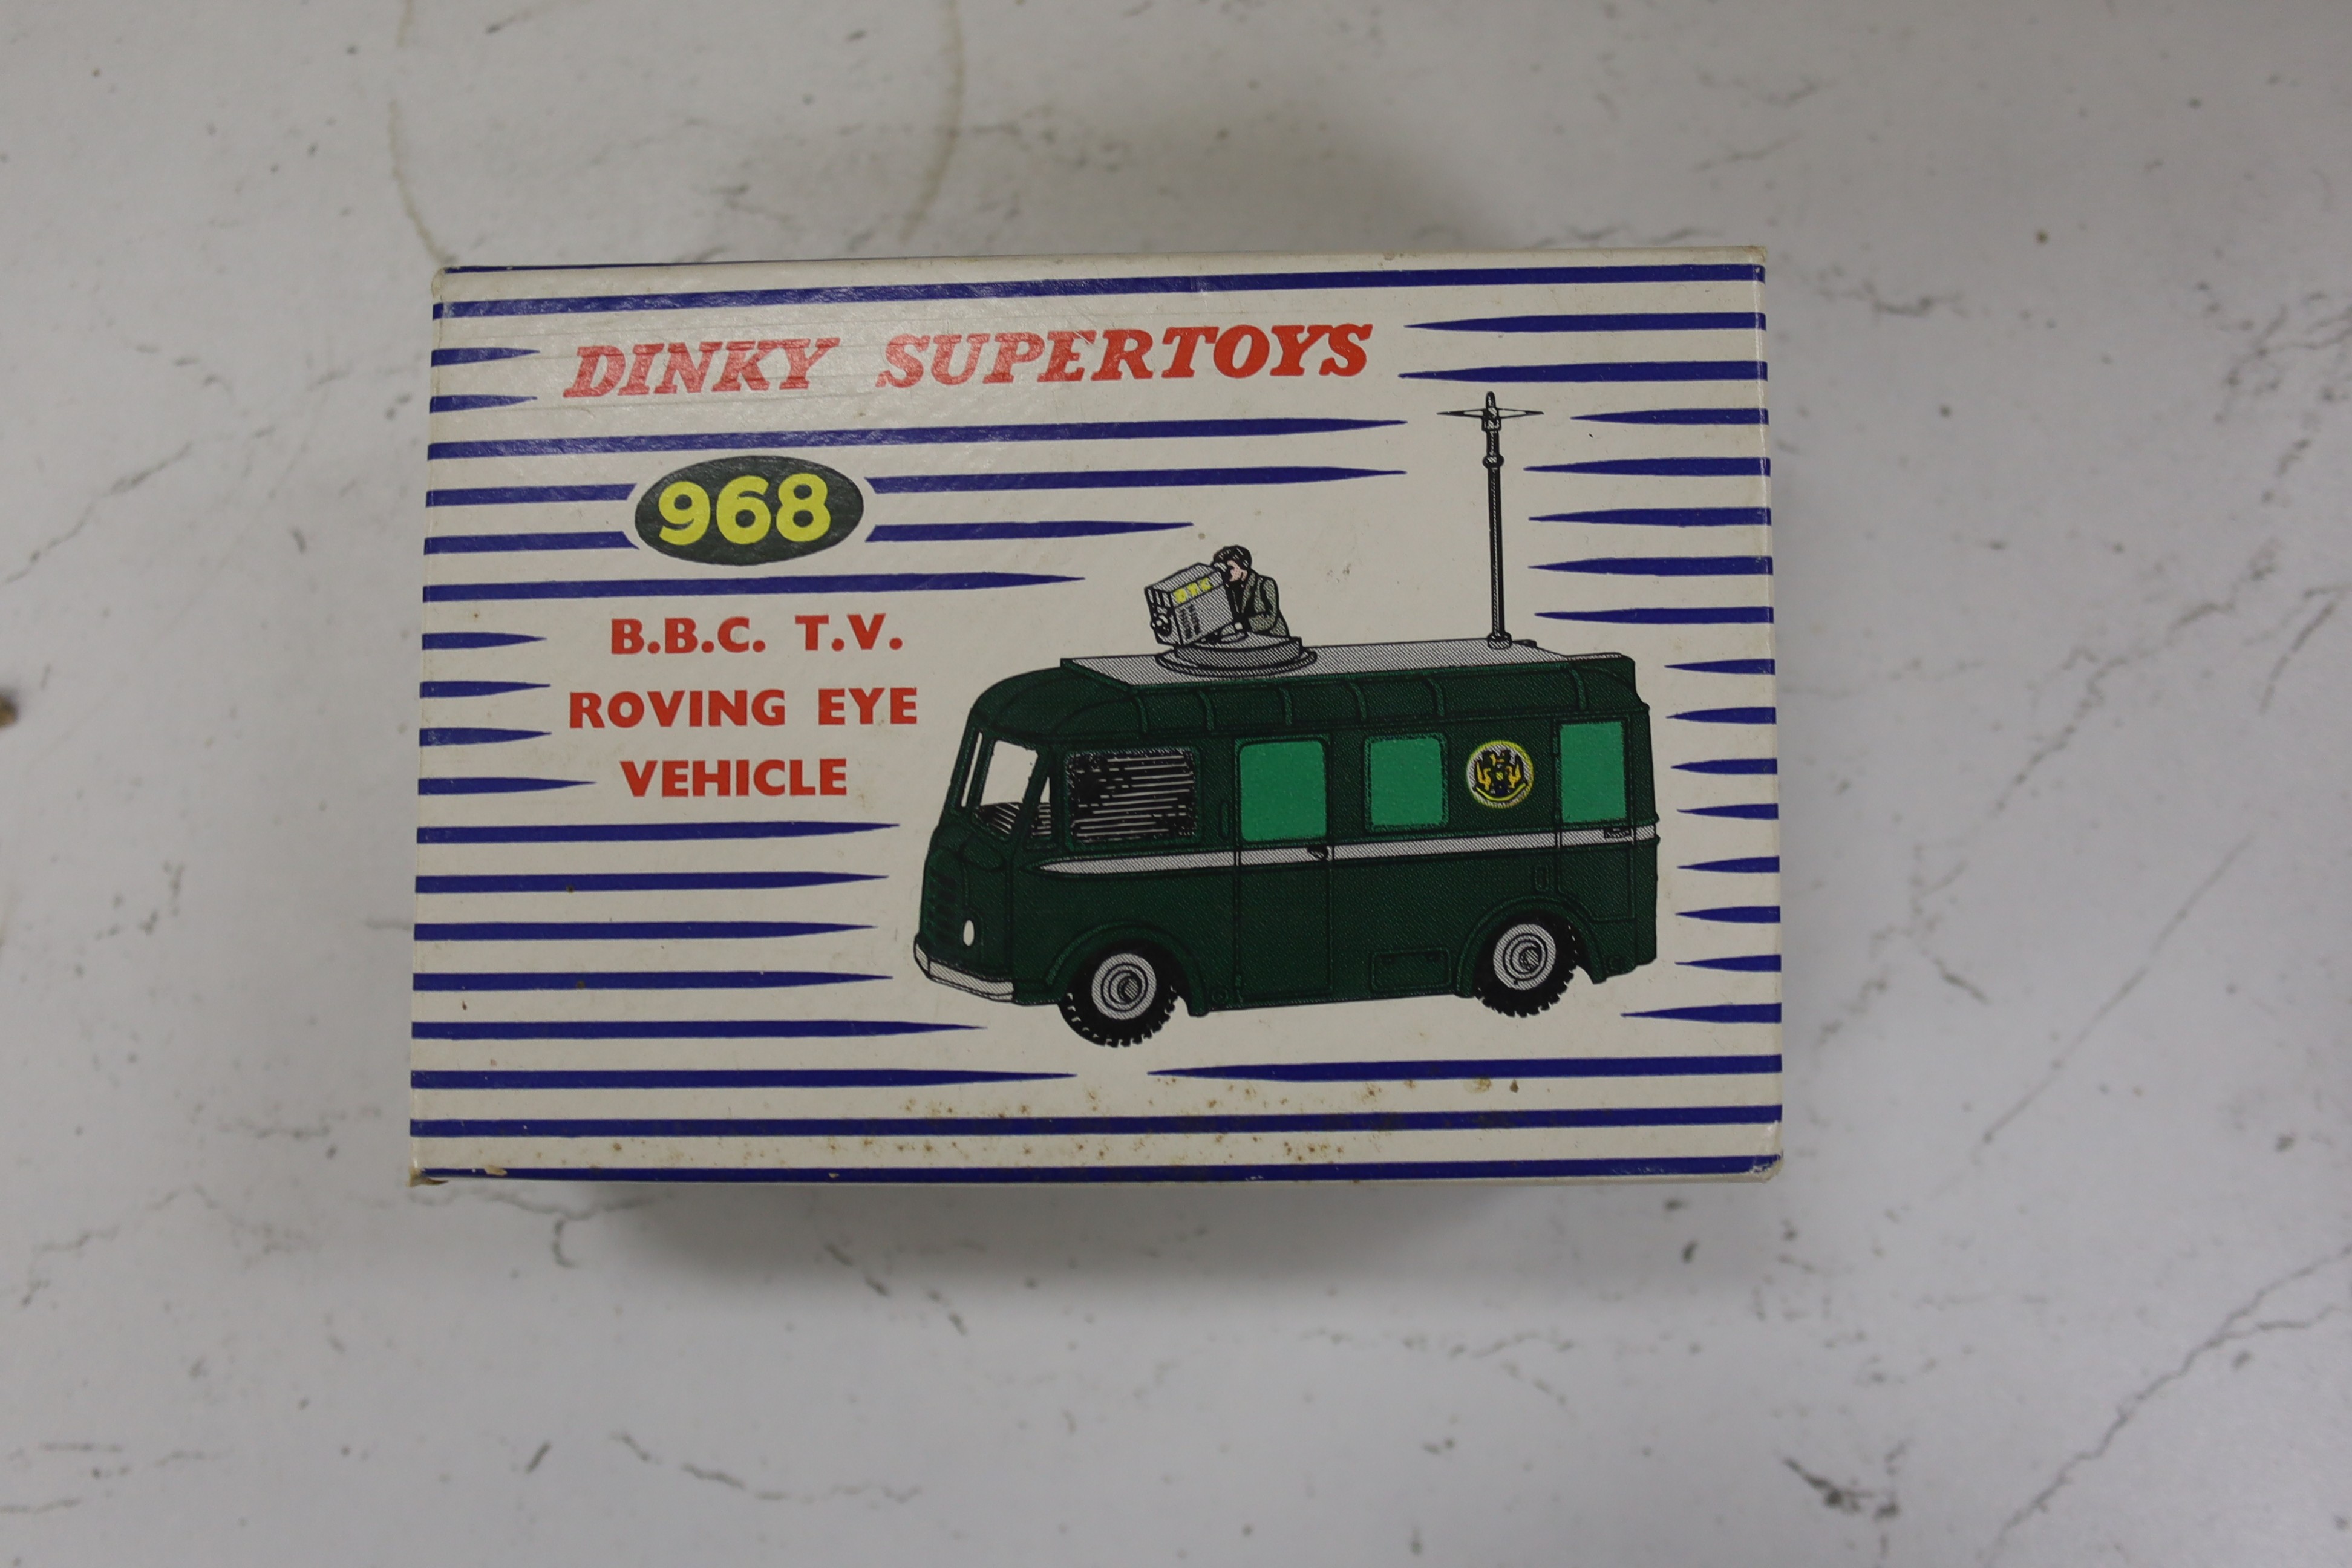 DINKY SUPERTOYS
968
B.B.C. T.V.
ROVING EYE
VEHICLE